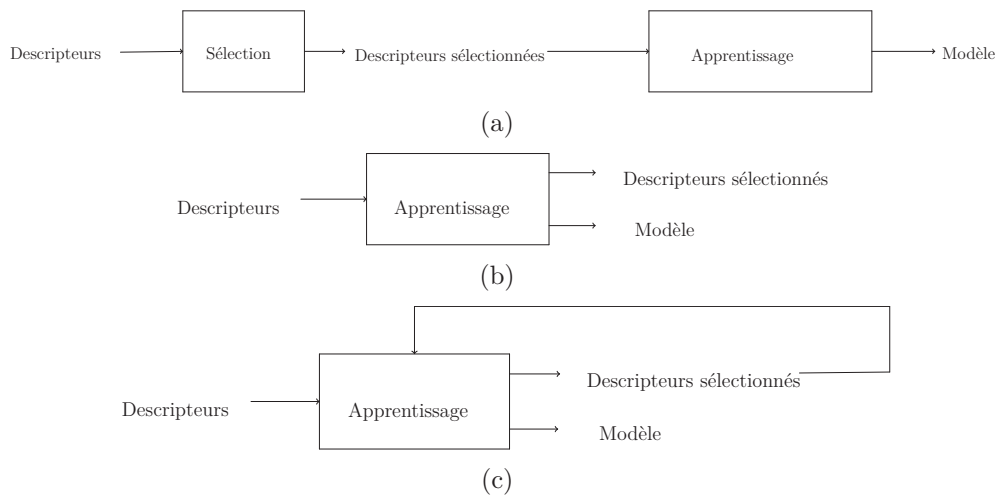 Descripteurs
Sélection
Descripteurs sélectionnées
Apprentissage
Modèle
(a)
Descripteurs
Apprentissage
Descripteurs sélectionnés
Modèle
(b)
Descripteurs
Apprentissage
Descripteurs sélectionnés
Modèle
(c)